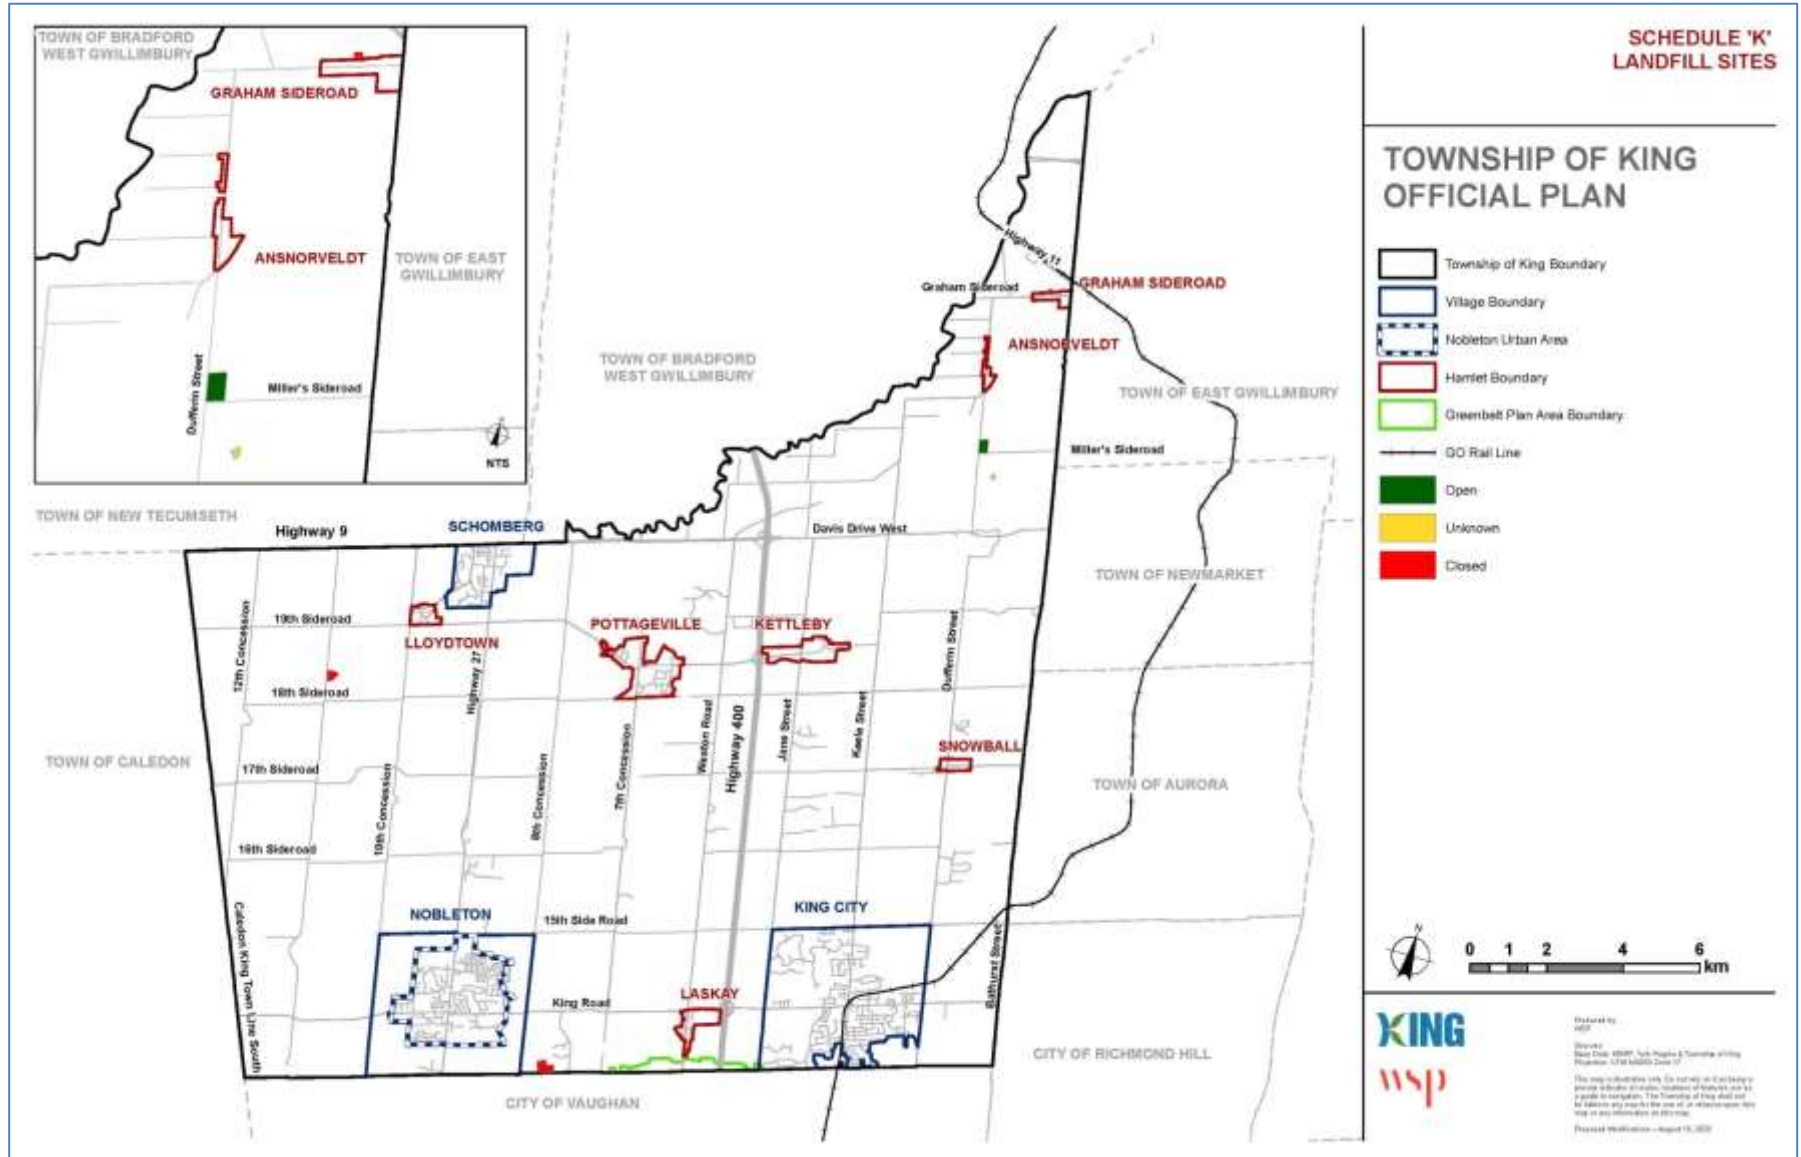 SCHEDULE 'K'
LANDFILL SITES
TOWNSHIP OF KING
OFFICIAL PLAN
Township of King Boundary
Village Boundary
Nobleton Urban Area
Hamlet Boundary
Greenbelt Plan Area Boundary
GO Rail Line
Open
Unknown
Closed
N
0 1 2 4 6
km
KING
wsp
TOWN OF BRADFORD
WEST GWILLIMBURY
GRAHAM SIDEROAD
ANSNORVELDT
TOWN OF EAST
GWILLIMBURY
Dufferin Street
Miller's Sideroad
NTS
Highway 11
Graham Sideroad
GRAHAM SIDEROAD
ANSNORVELDT
TOWN OF BRADFORD
WEST GWILLIMBURY
TOWN OF EAST GWILLIMBURY
Miller's Sideroad
TOWN OF NEW TECUMSETH
Highway 9
SCHOMBERG
Davis Drive West
TOWN OF NEWMARKET
12th Concession
19th Sideroad
LLOYDTOWN
POTTAGEVILLE
KETTLEBY
Dufferin Street
18th Sideroad
Highway 27
Weston Road
Highway 400
Jane Street
Keele Street
SNOWBALL
TOWN OF CALEDON
17th Sideroad
10th Concession
8th Concession
7th Concession
TOWN OF AURORA
16th Sideroad
NOBLETON
15th Side Road
KING CITY
Caledon King Town Line South
King Road
LASKAY
Bathurst Street
CITY OF RICHMOND HILL
CITY OF VAUGHAN